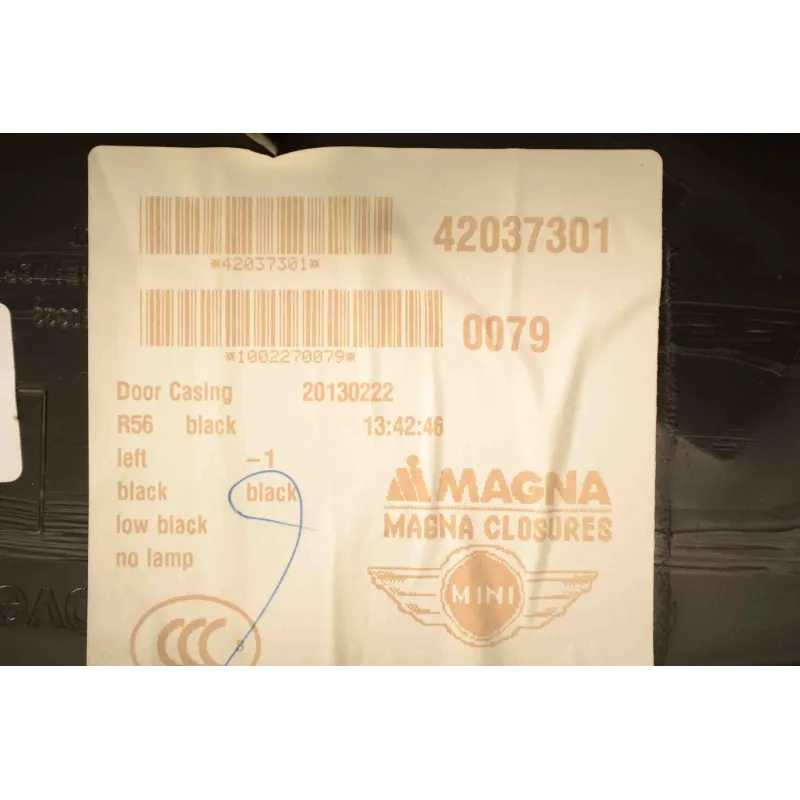 42037301
*42037301*
0079
*1002270079*
Door Casing 20130222
R56 black 13:42:46
left -1
black black
low black
no lamp
MAGNA
MAGNA CLOSURES
MINI
CCC